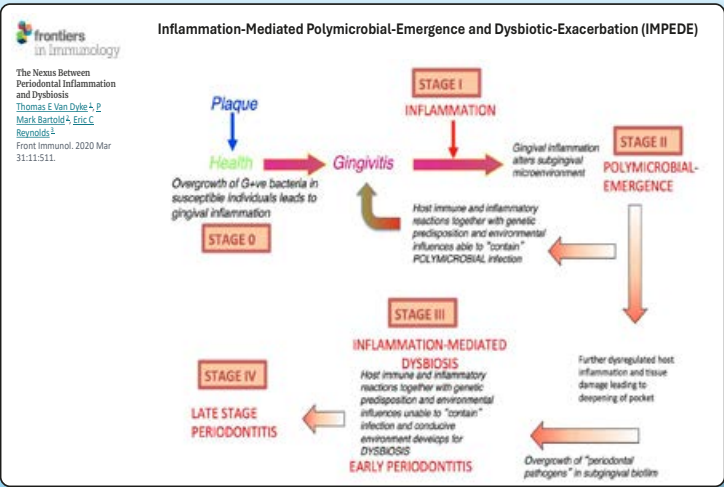 Inflammation-Mediated Polymicrobial-Emergence and Dysbiotic-Exacerbation (IMPEDE)
frontiers
in Immunology
The Nexus Between
Periodontal Inflammation
and Dysbiosis
Thomas E Van Dyke 1, P
Mark Bartold 2, Eric C
Reynolds 3
Front Immunol. 2020 Mar
31:11:511.
Plaque
Health
Overgrowth of G+ve bacteria in
susceptible individuals leads to
gingival inflammation
STAGE 0
Gingivitis
STAGE I
INFLAMMATION
Gingival inflammation
alters subgingival
microenvironment
STAGE II
POLYMICROBIAL-
EMERGENCE
Host immune and inflammatory
reactions together with genetic
predisposition and environmental
influences able to "contain"
POLYMICROBIAL infection
Further dysregulated host
inflammation and tissue
damage leading to
deepening of pocket
Overgrowth of "periodontal
pathogens" in subgingival biofilm
STAGE III
INFLAMMATION-MEDIATED
DYSBIOSIS
Host immune and inflammatory
reactions together with genetic
predisposition and environmental
influences unable to "contain"
infection and conducive
environment develops for
DYSBIOSIS
EARLY PERIODONTITIS
STAGE IV
LATE STAGE
PERIODONTITIS